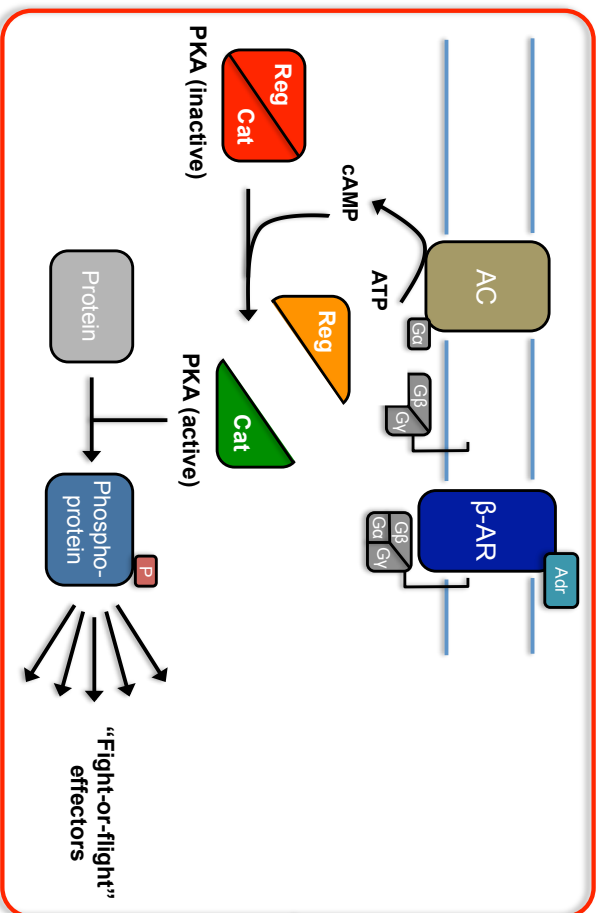 Adr
AC
β-AR
Gα
Gβ
Gγ
Gβ
Gα
Gγ
ATP
cAMP
Reg
Cat
PKA (inactive)
Reg
Cat
PKA (active)
Protein
Phospho-
protein
P
“Fight-or-flight”
effectors